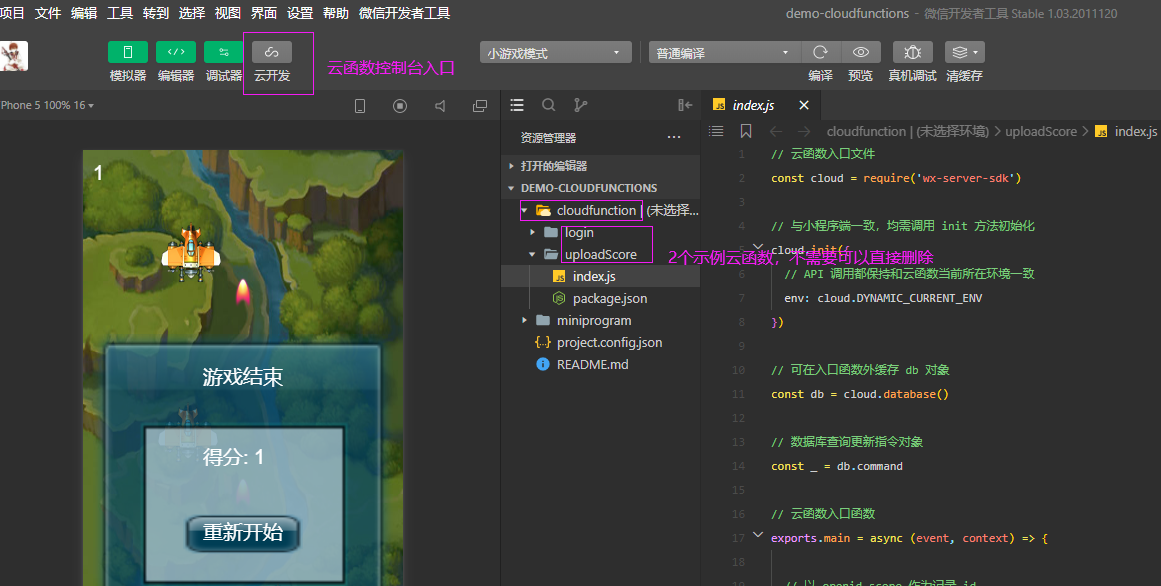 项目 文件 编辑 工具 转到 选择 视图 界面 设置 帮助 微信开发者工具
demo-cloudfunctions - 微信开发者工具 Stable 1.03.2011120
模拟器 编辑器 调试器 云开发
云函数控制台入口
小游戏模式
普通编译
编译 预览 真机调试 清缓存
Phone 5 100% 16
1
游戏结束
得分: 1
重新开始
资源管理器
打开的编辑器
DEMO-CLOUDFUNCTIONS
cloudfunction | (未选择...
login
uploadScore
2个示例云函数，不需要可以直接删除
JS index.js
package.json
miniprogram
{..} project.config.json
README.md
JS index.js
cloudfunction | (未选择环境) > uploadScore > JS index.js
1 // 云函数入口文件
2 const cloud = require('wx-server-sdk')
3
4 // 与小程序端一致，均需调用 init 方法初始化
5 cloud.init({
6 // API 调用都保持和云函数当前所在环境一致
7 env: cloud.DYNAMIC_CURRENT_ENV
8 })
9
10 // 可在入口函数外缓存 db 对象
11 const db = cloud.database()
12
13 // 数据库查询更新指令对象
14 const _ = db.command
15
16 // 云函数入口函数
17 exports.main = async (event, context) => {
18
19 // 以 openid-score 作为记录 id